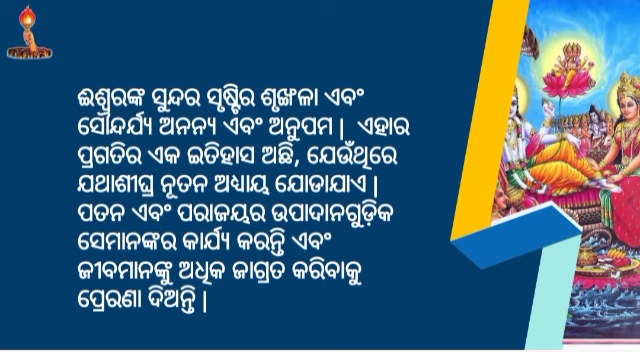 ଈଶ୍ୱରଙ୍କ ସୁନ୍ଦର ସୃଷ୍ଟିର ଶୃଙ୍ଖଳା ଏବଂ
ସୌନ୍ଦର୍ଯ୍ୟ ଅନନ୍ୟ ଏବଂ ଅନୁପମ | ଏହାର
ପ୍ରଗତିର ଏକ ଇତିହାସ ଅଛି, ଯେଉଁଥିରେ
ଯଥାଶୀଘ୍ର ନୂତନ ଅଧ୍ୟାୟ ଯୋଡାଯାଏ |
ପତନ ଏବଂ ପରାଜୟର ଉପାଦାନଗୁଡ଼ିକ
ସେମାନଙ୍କର କାର୍ଯ୍ୟ କରନ୍ତି ଏବଂ
ଜୀବମାନଙ୍କୁ ଅଧିକ ଜାଗ୍ରତ କରିବାକୁ
ପ୍ରେରଣା ଦିଅନ୍ତି |